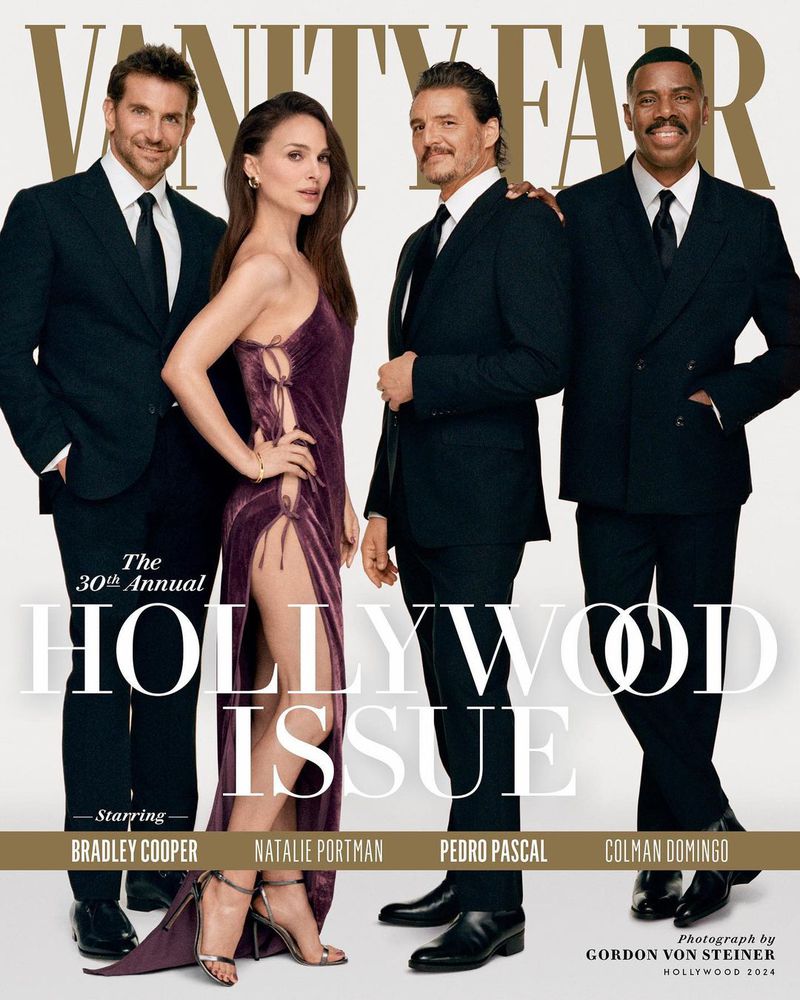 VANITY FAIR
The
30th Annual
HOLLYWOOD
ISSUE
—Starring—
BRADLEY COOPER NATALIE PORTMAN PEDRO PASCAL COLMAN DOMINGO
Photograph by
GORDON VON STEINER
HOLLYWOOD 2024